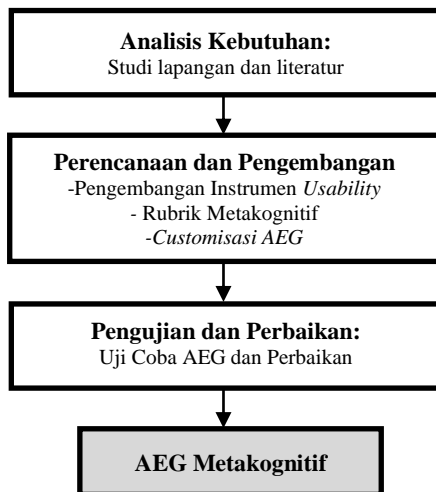 Analisis Kebutuhan:
Studi lapangan dan literatur
Perencanaan dan Pengembangan
-Pengembangan Instrumen Usability
- Rubrik Metakognitif
-Customisasi AEG
Pengujian dan Perbaikan:
Uji Coba AEG dan Perbaikan
AEG Metakognitif